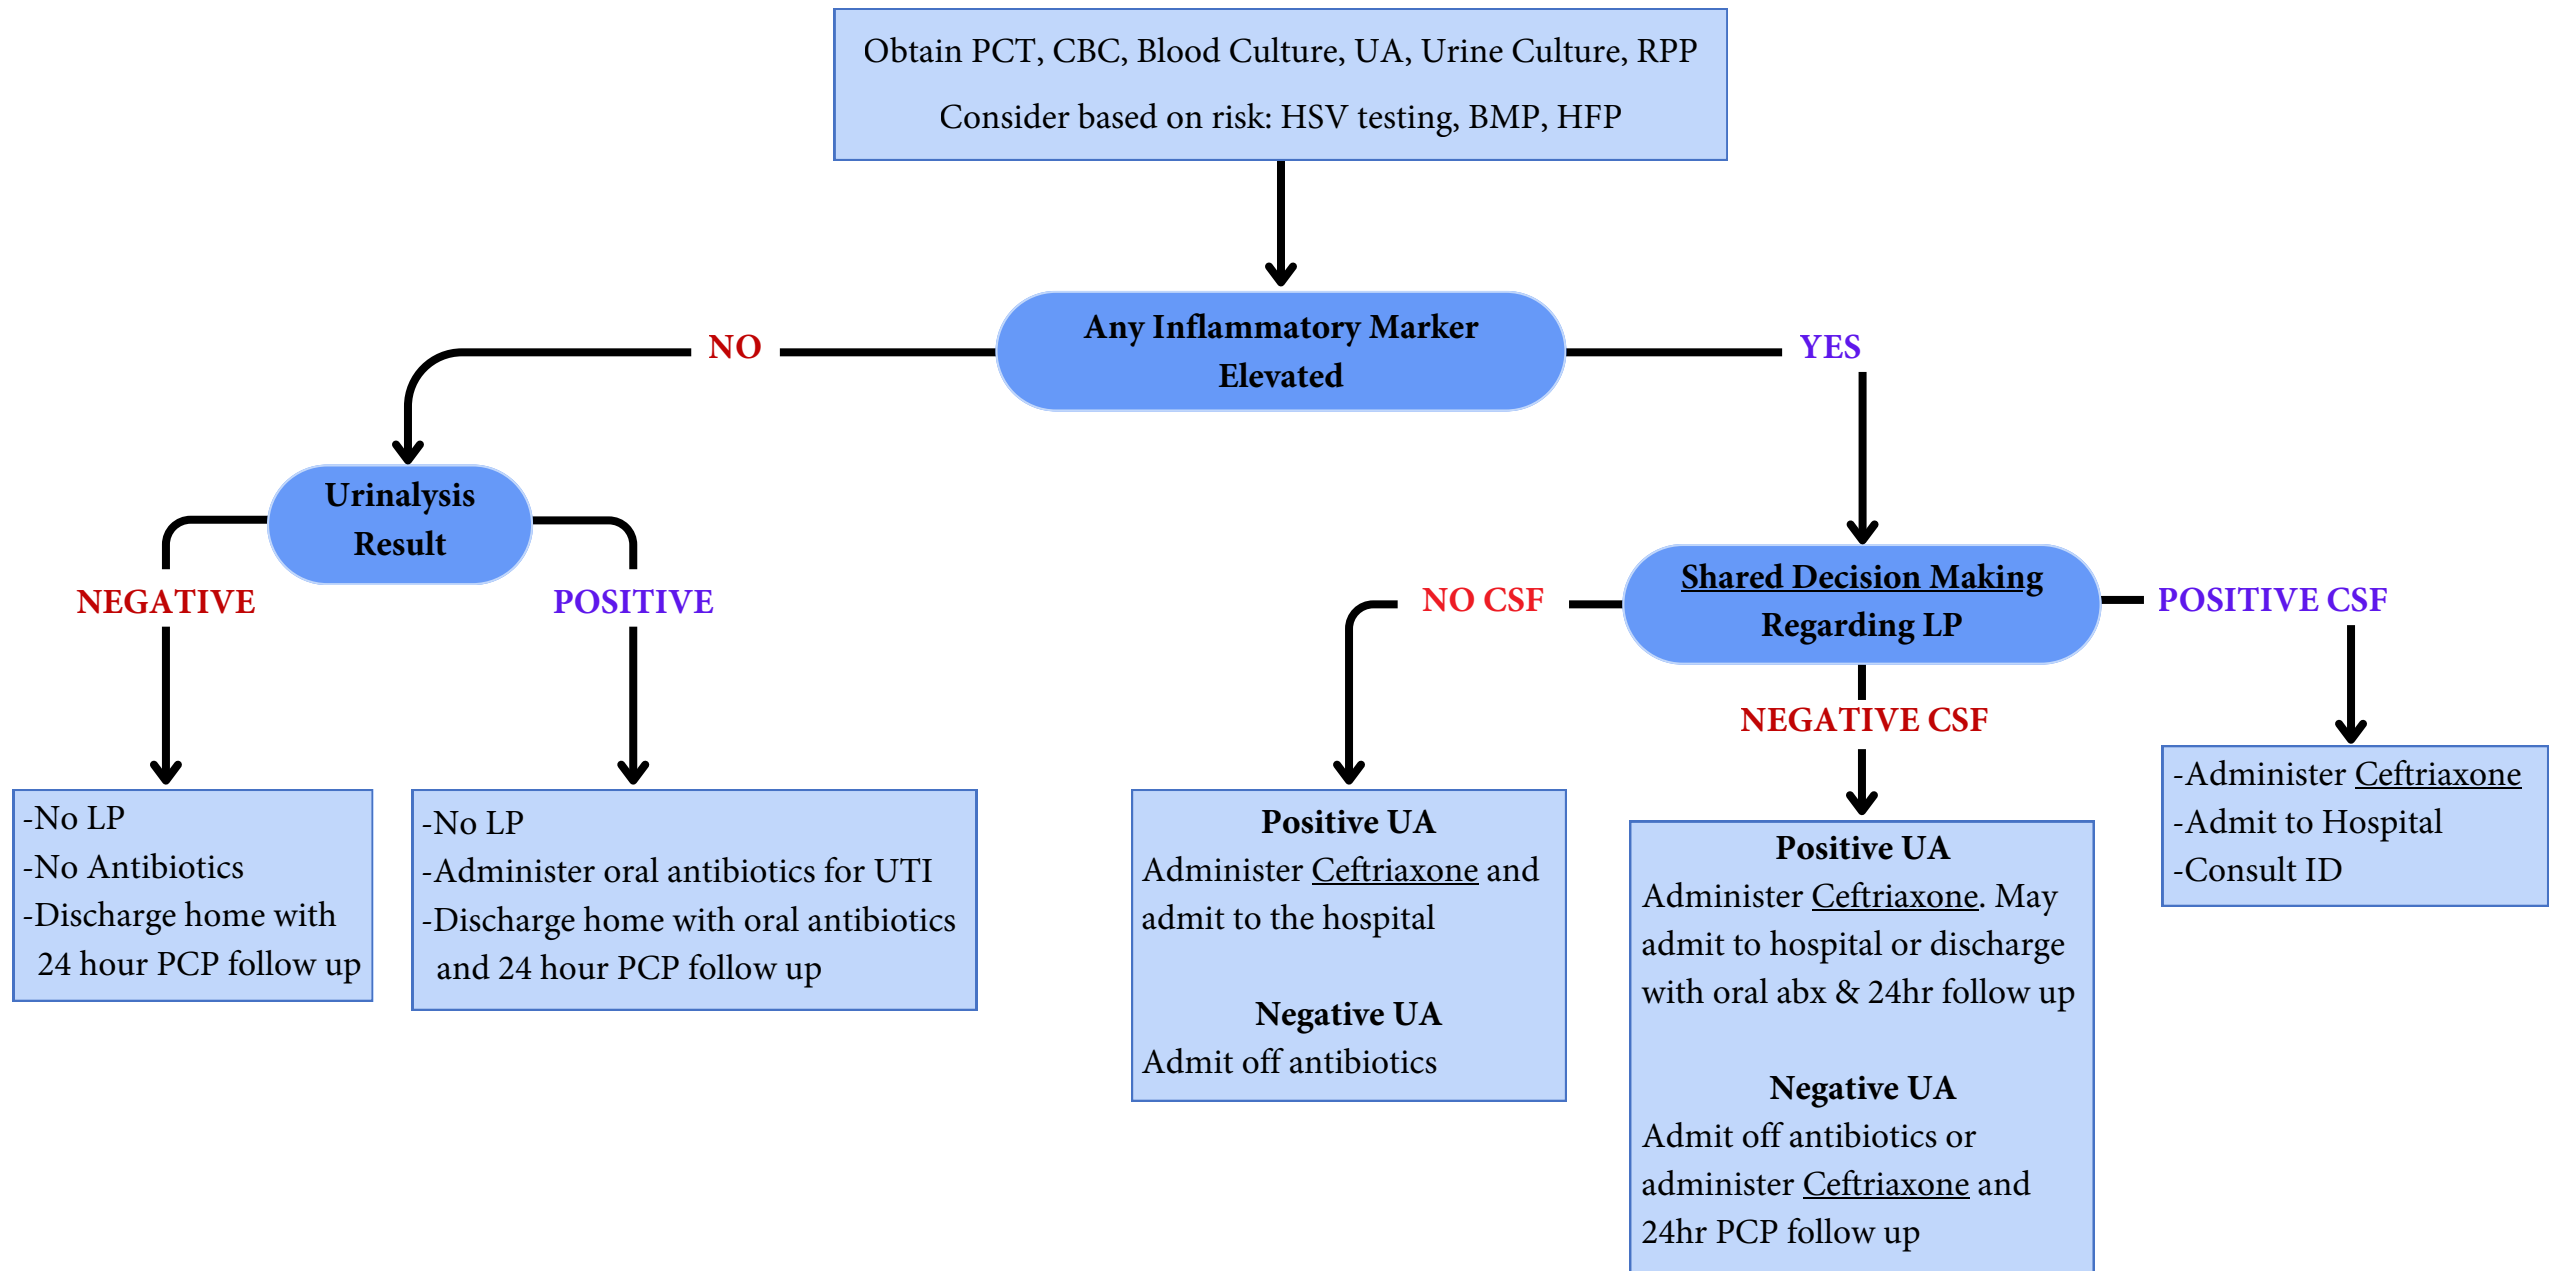 Obtain PCT, CBC, Blood Culture, UA, Urine Culture, RPP
Consider based on risk: HSV testing, BMP, HFP
Any Inflammatory Marker
Elevated
NO
YES
Urinalysis
Result
NEGATIVE
POSITIVE
Shared Decision Making
Regarding LP
NO CSF
POSITIVE CSF
NEGATIVE CSF
-No LP
-No Antibiotics
-Discharge home with
24 hour PCP follow up
-No LP
-Administer oral antibiotics for UTI
-Discharge home with oral antibiotics
and 24 hour PCP follow up
Positive UA
Administer Ceftriaxone and
admit to the hospital
Negative UA
Admit off antibiotics
Positive UA
Administer Ceftriaxone. May
admit to hospital or discharge
with oral abx & 24hr follow up
Negative UA
Admit off antibiotics or
administer Ceftriaxone and
24hr PCP follow up
-Administer Ceftriaxone
-Admit to Hospital
-Consult ID